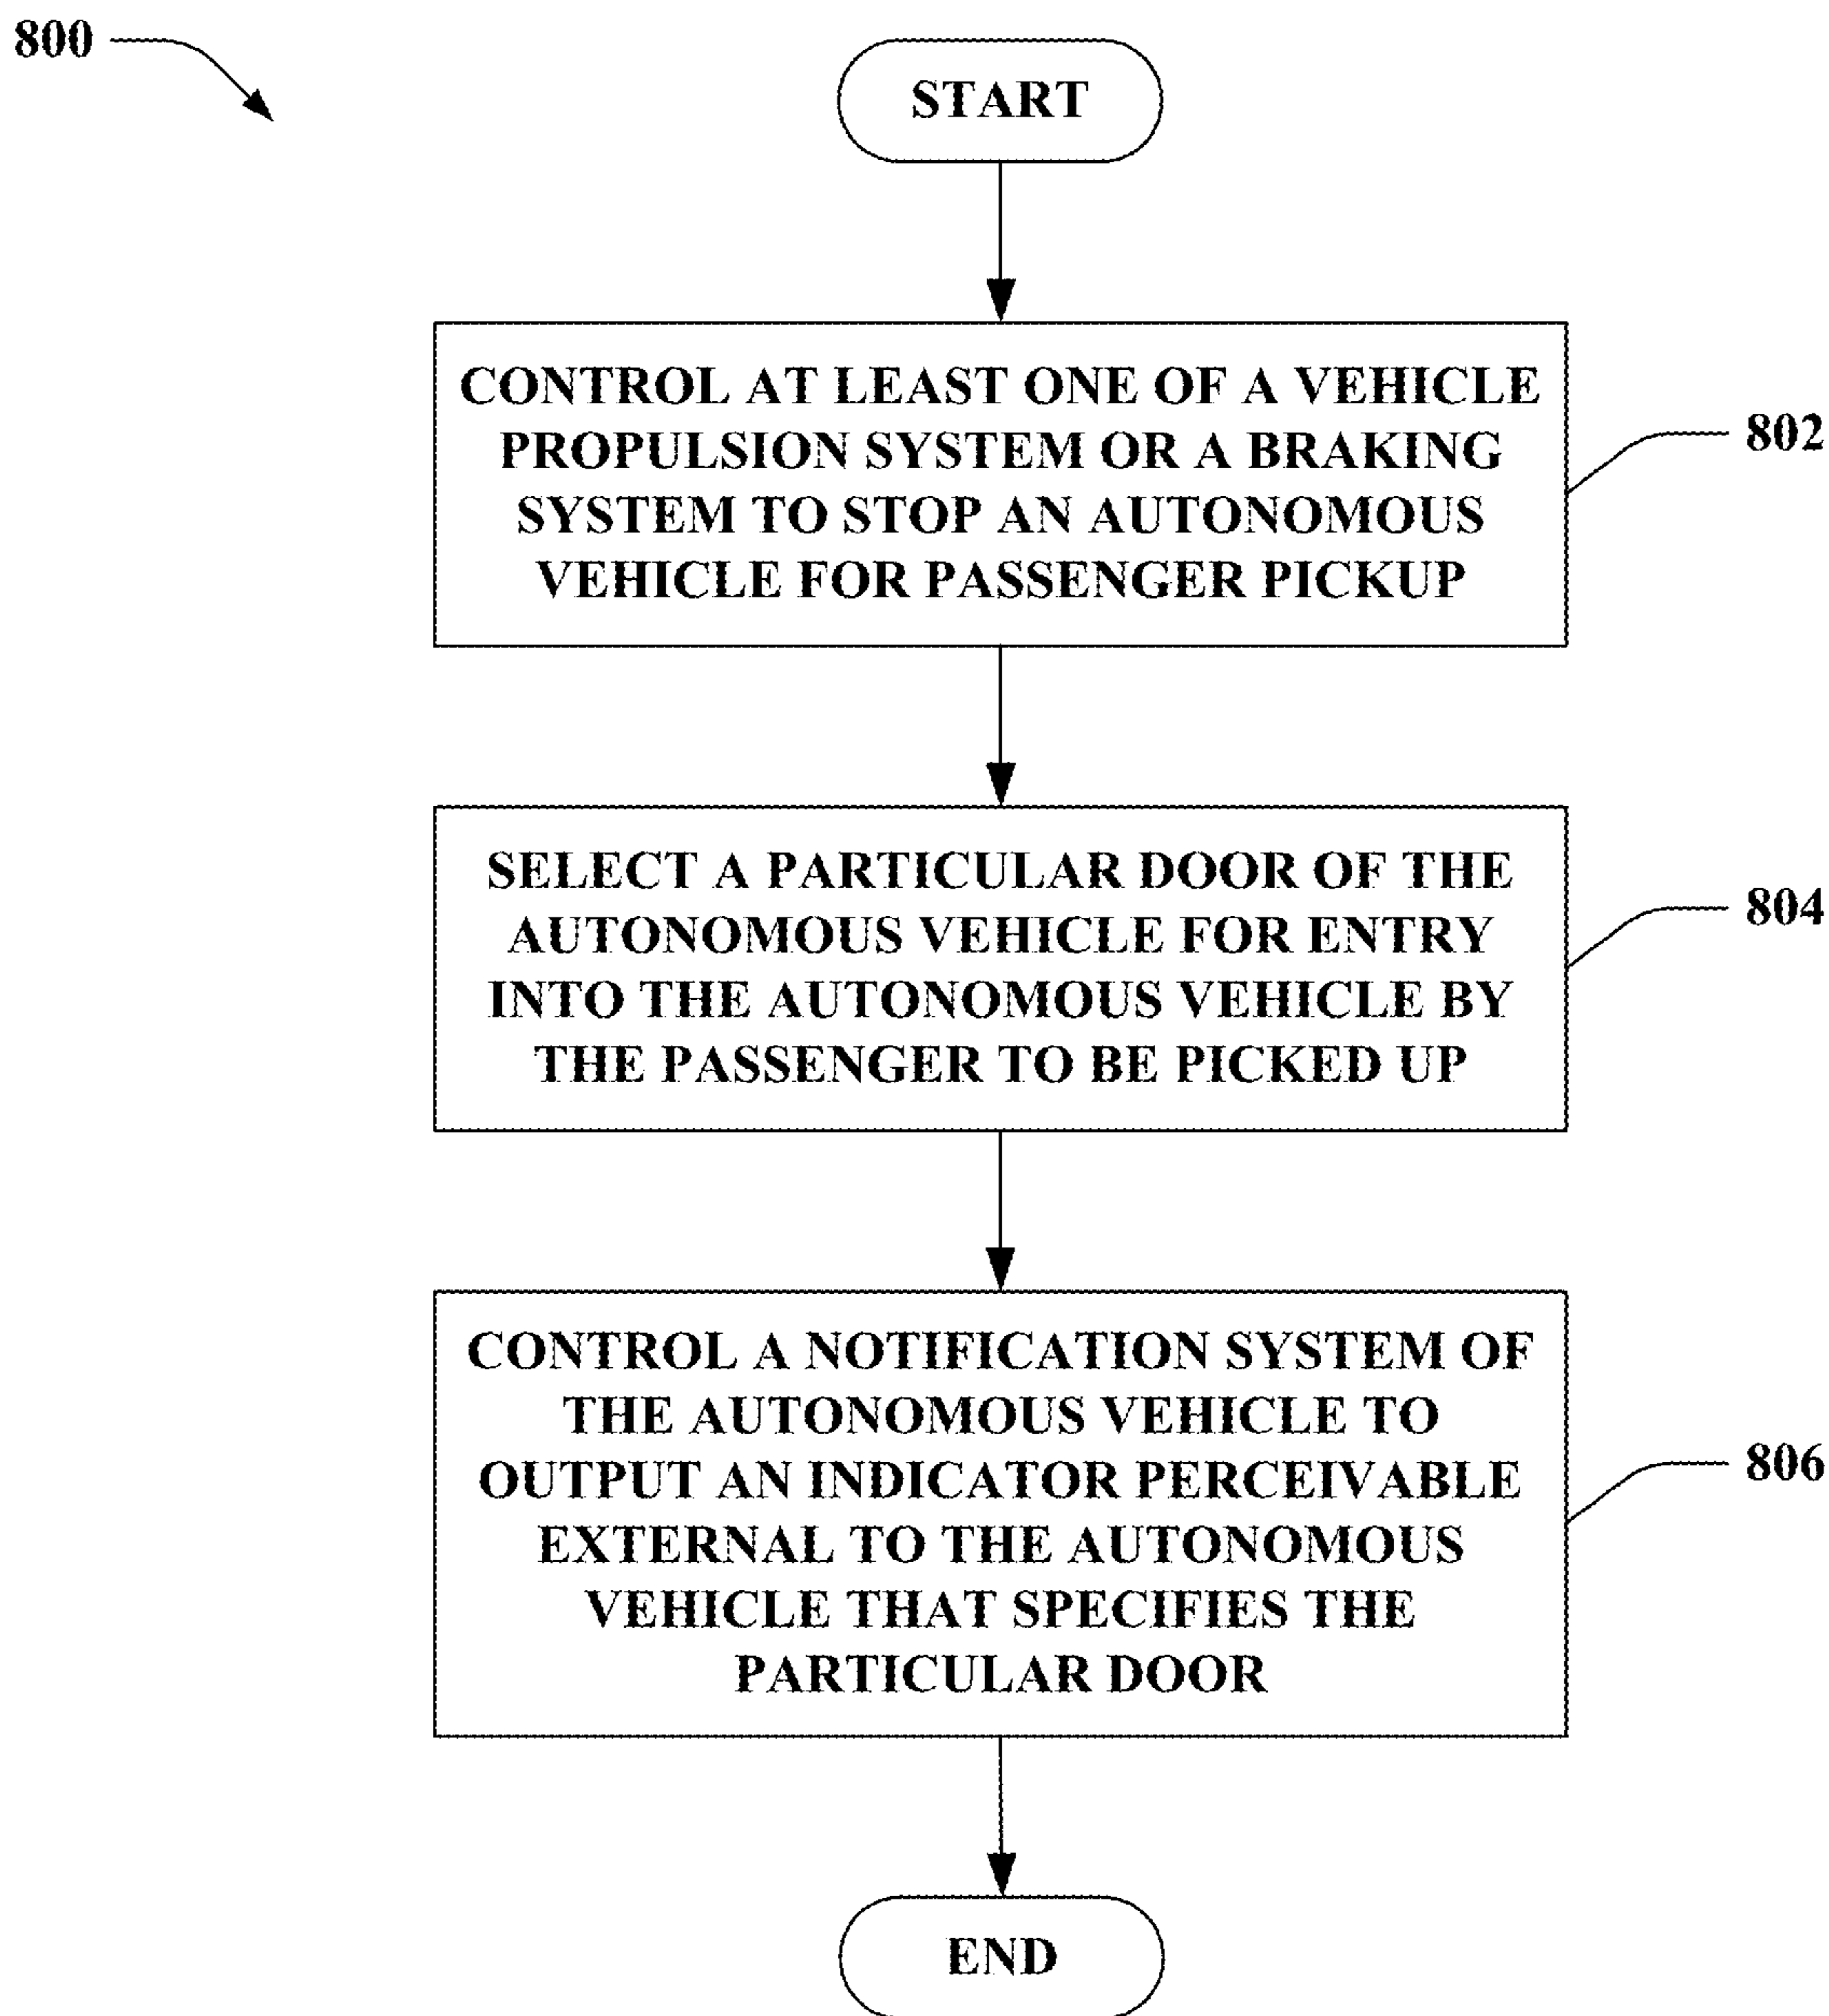 800
START
CONTROL AT LEAST ONE OF A VEHICLE
PROPULSION SYSTEM OR A BRAKING
SYSTEM TO STOP AN AUTONOMOUS
VEHICLE FOR PASSENGER PICKUP
802
SELECT A PARTICULAR DOOR OF THE
AUTONOMOUS VEHICLE FOR ENTRY
INTO THE AUTONOMOUS VEHICLE BY
THE PASSENGER TO BE PICKED UP
804
CONTROL A NOTIFICATION SYSTEM OF
THE AUTONOMOUS VEHICLE TO
OUTPUT AN INDICATOR PERCEIVABLE
EXTERNAL TO THE AUTONOMOUS
VEHICLE THAT SPECIFIES THE
PARTICULAR DOOR
806
END